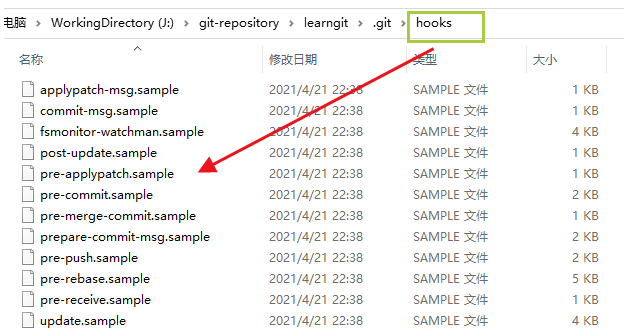 电脑 › WorkingDirectory (J:) › git-repository › learngit › .git › hooks
名称 修改日期 类型 大小
applypatch-msg.sample 2021/4/21 22:38 SAMPLE 文件 1 KB
commit-msg.sample 2021/4/21 22:38 SAMPLE 文件 1 KB
fsmonitor-watchman.sample 2021/4/21 22:38 SAMPLE 文件 4 KB
post-update.sample 2021/4/21 22:38 SAMPLE 文件 1 KB
pre-applypatch.sample 2021/4/21 22:38 SAMPLE 文件 1 KB
pre-commit.sample 2021/4/21 22:38 SAMPLE 文件 2 KB
pre-merge-commit.sample 2021/4/21 22:38 SAMPLE 文件 1 KB
prepare-commit-msg.sample 2021/4/21 22:38 SAMPLE 文件 2 KB
pre-push.sample 2021/4/21 22:38 SAMPLE 文件 2 KB
pre-rebase.sample 2021/4/21 22:38 SAMPLE 文件 5 KB
pre-receive.sample 2021/4/21 22:38 SAMPLE 文件 1 KB
update.sample 2021/4/21 22:38 SAMPLE 文件 4 KB